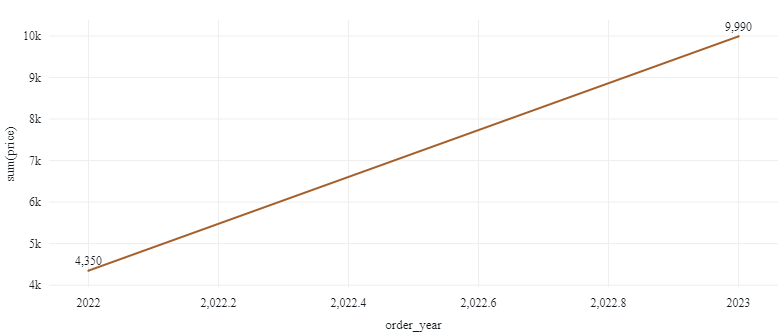 9,990
10k
9k
8k
7k
sum(price)
6k
5k
4,350
4k
2022 2,022.2 2,022.4 2,022.6 2,022.8 2023
order_year